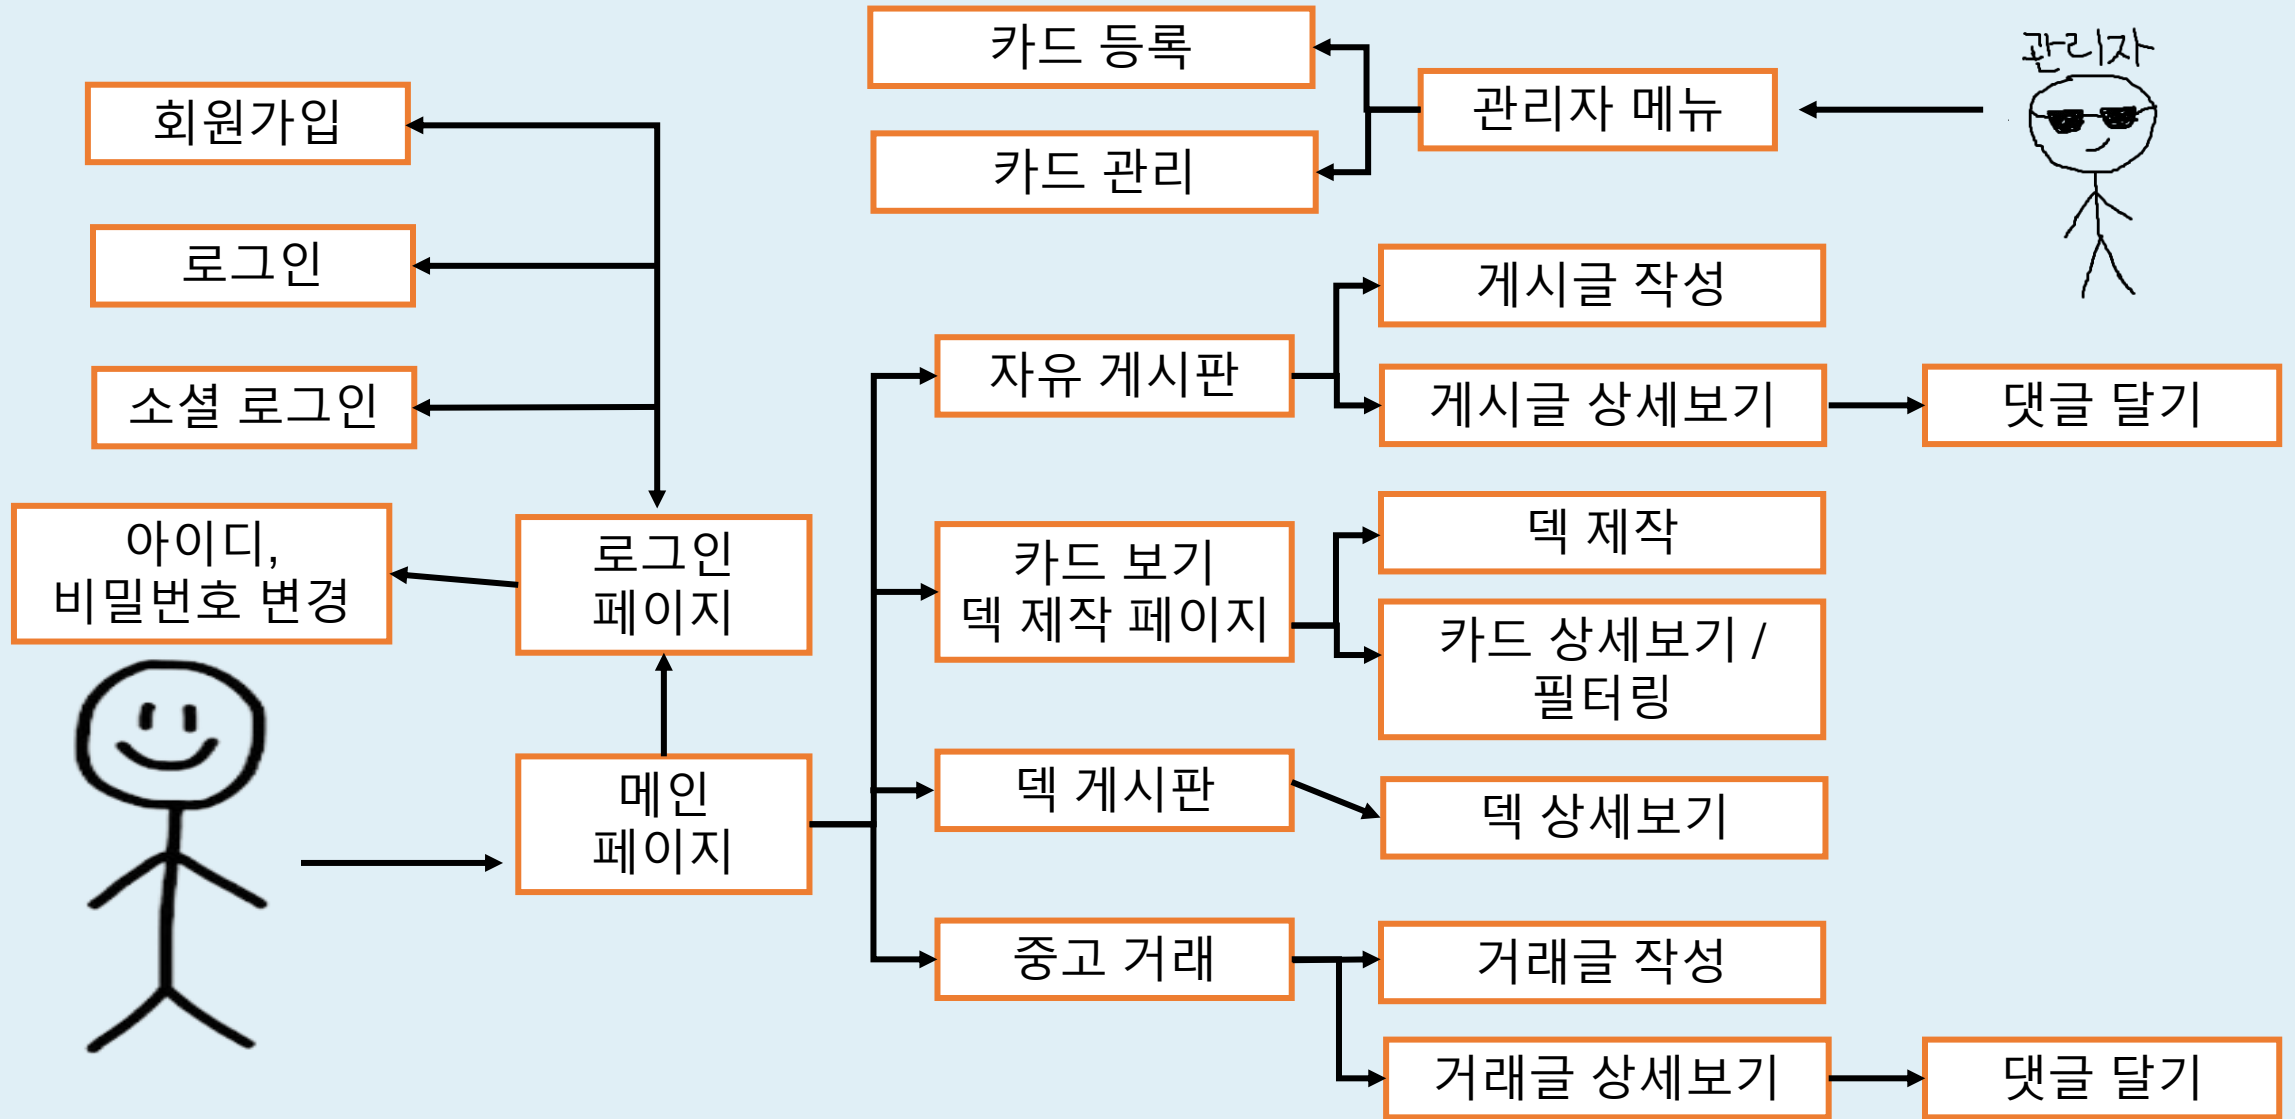 카드 등록
관리자
회원가입
관리자 메뉴
카드 관리
로그인
게시글 작성
자유 게시판
소셜 로그인
게시글 상세보기
댓글 달기
아이디,
비밀번호 변경
로그인
페이지
카드 보기
덱 제작 페이지
덱 제작
카드 상세보기 /
필터링
메인
페이지
덱 게시판
덱 상세보기
중고 거래
거래글 작성
거래글 상세보기
댓글 달기